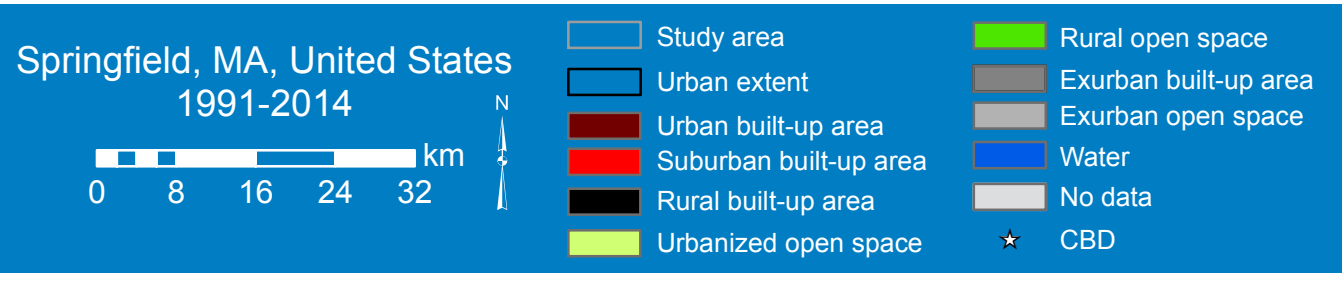 Springfield, MA, United States
1991-2014
N
km
0 8 16 24 32
Study area
Urban extent
Urban built-up area
Suburban built-up area
Rural built-up area
Urbanized open space
Rural open space
Exurban built-up area
Exurban open space
Water
No data
CBD